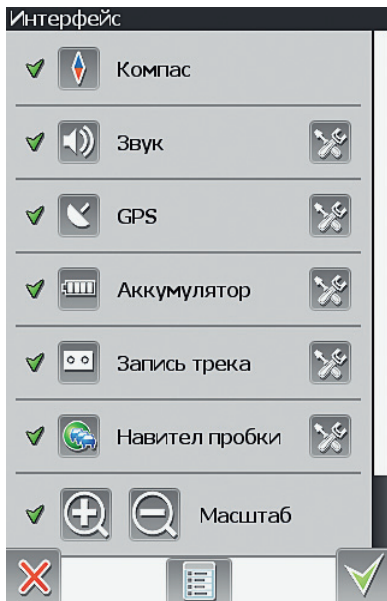 Интерфейс
Компас
Звук
GPS
Аккумулятор
Запись трека
Навител пробки
Масштаб